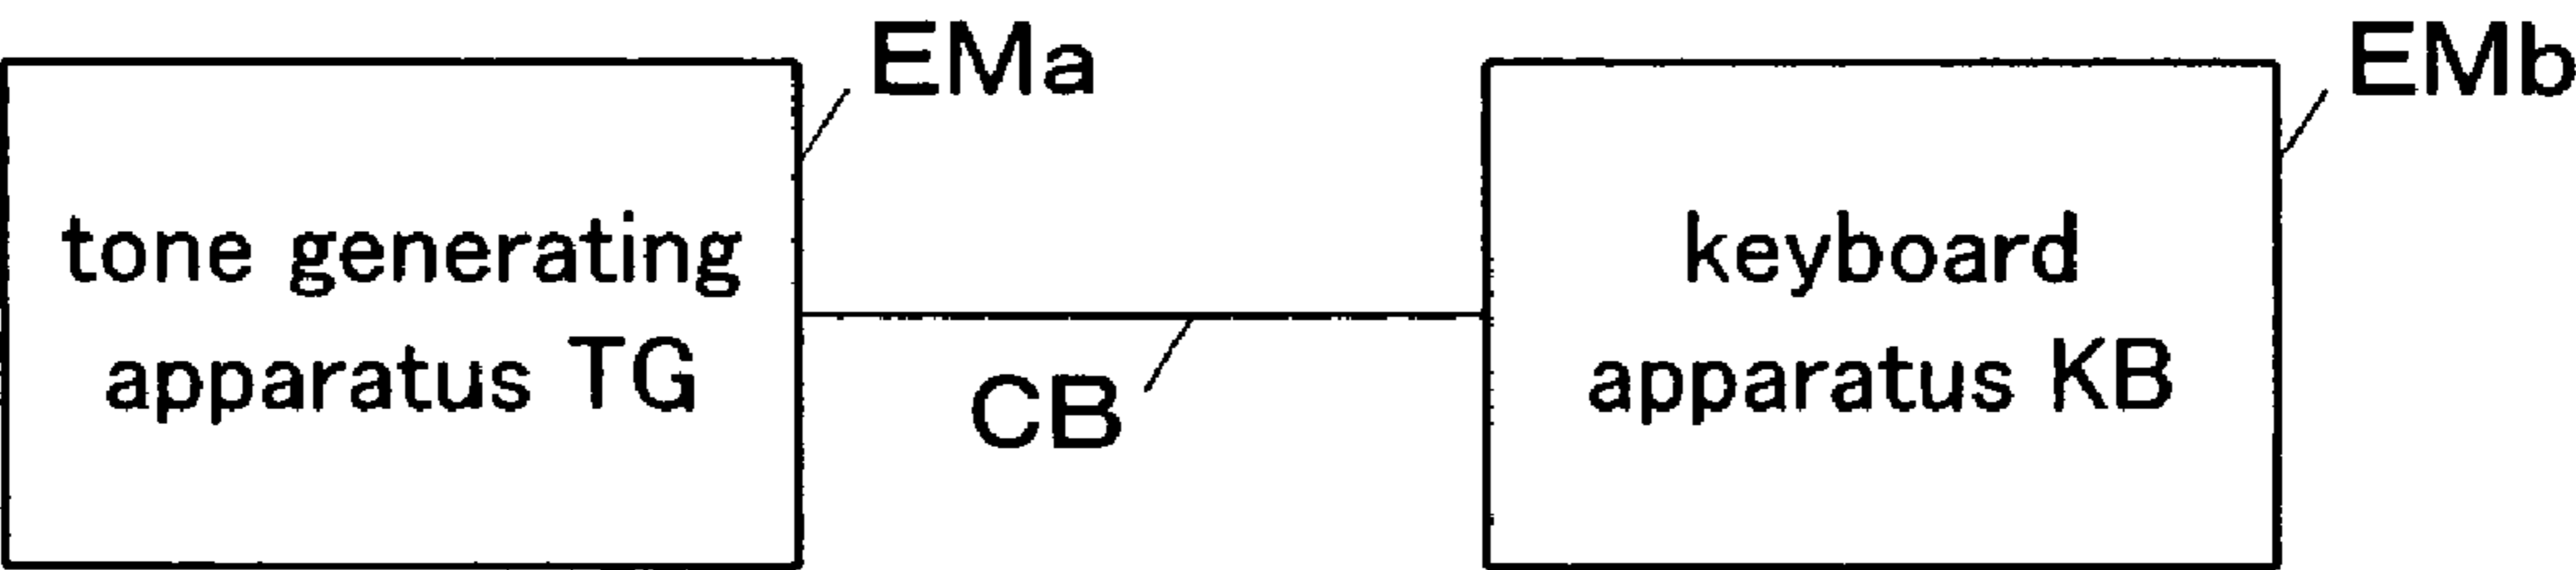 EMa
EMb
tone generating
apparatus TG
keyboard
apparatus KB
CB